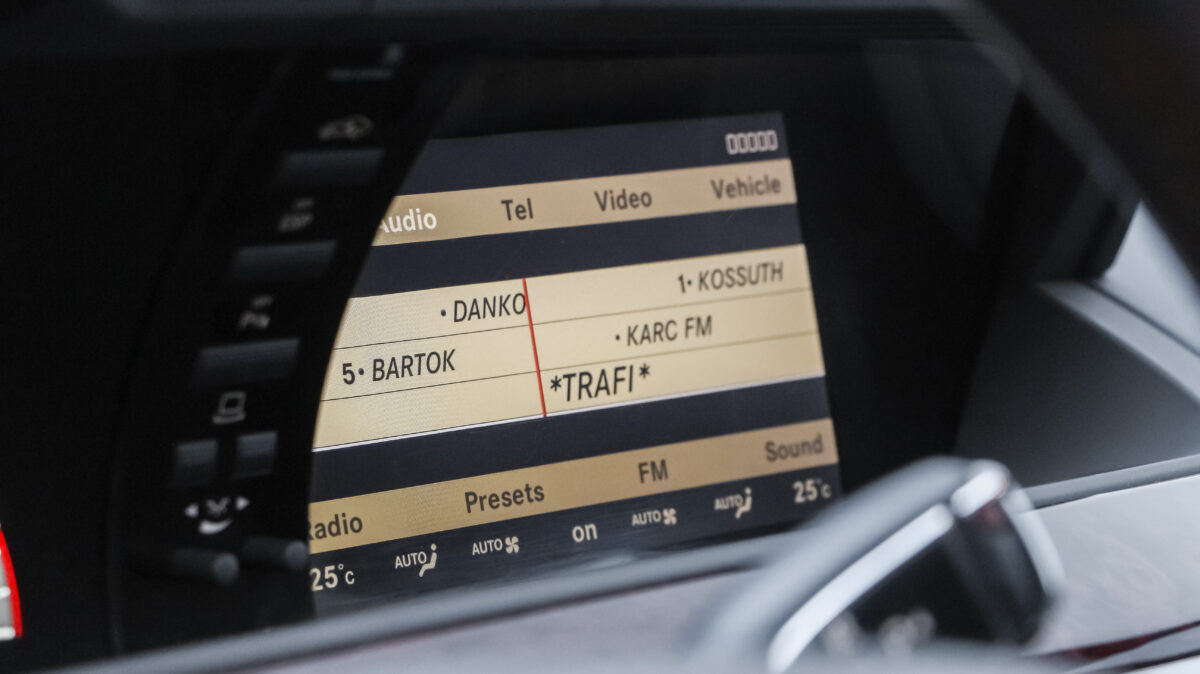 Audio Tel Video Vehicle
• DANKO 1• KOSSUTH
5• BARTOK • KARC FM
*TRAFI*
Radio Presets FM Sound
25°C AUTO AUTO on AUTO AUTO 25°C